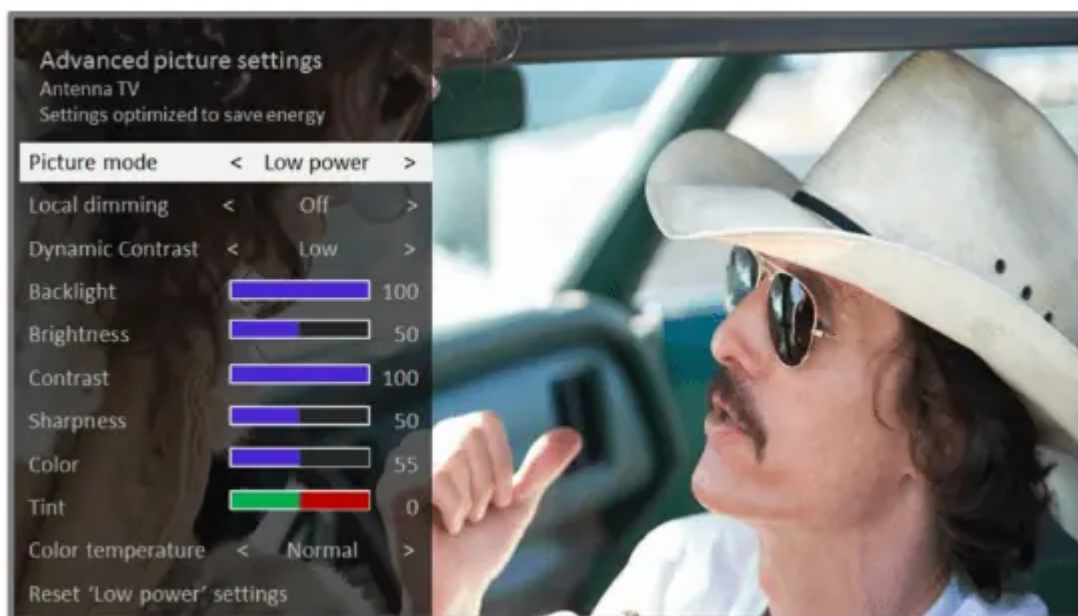 Advanced picture settings
Antenna TV
Settings optimized to save energy
Picture mode < Low power >
Local dimming < Off >
Dynamic Contrast < Low >
Backlight 100
Brightness 50
Contrast 100
Sharpness 50
Color 55
Tint 0
Color temperature < Normal >
Reset 'Low power' settings